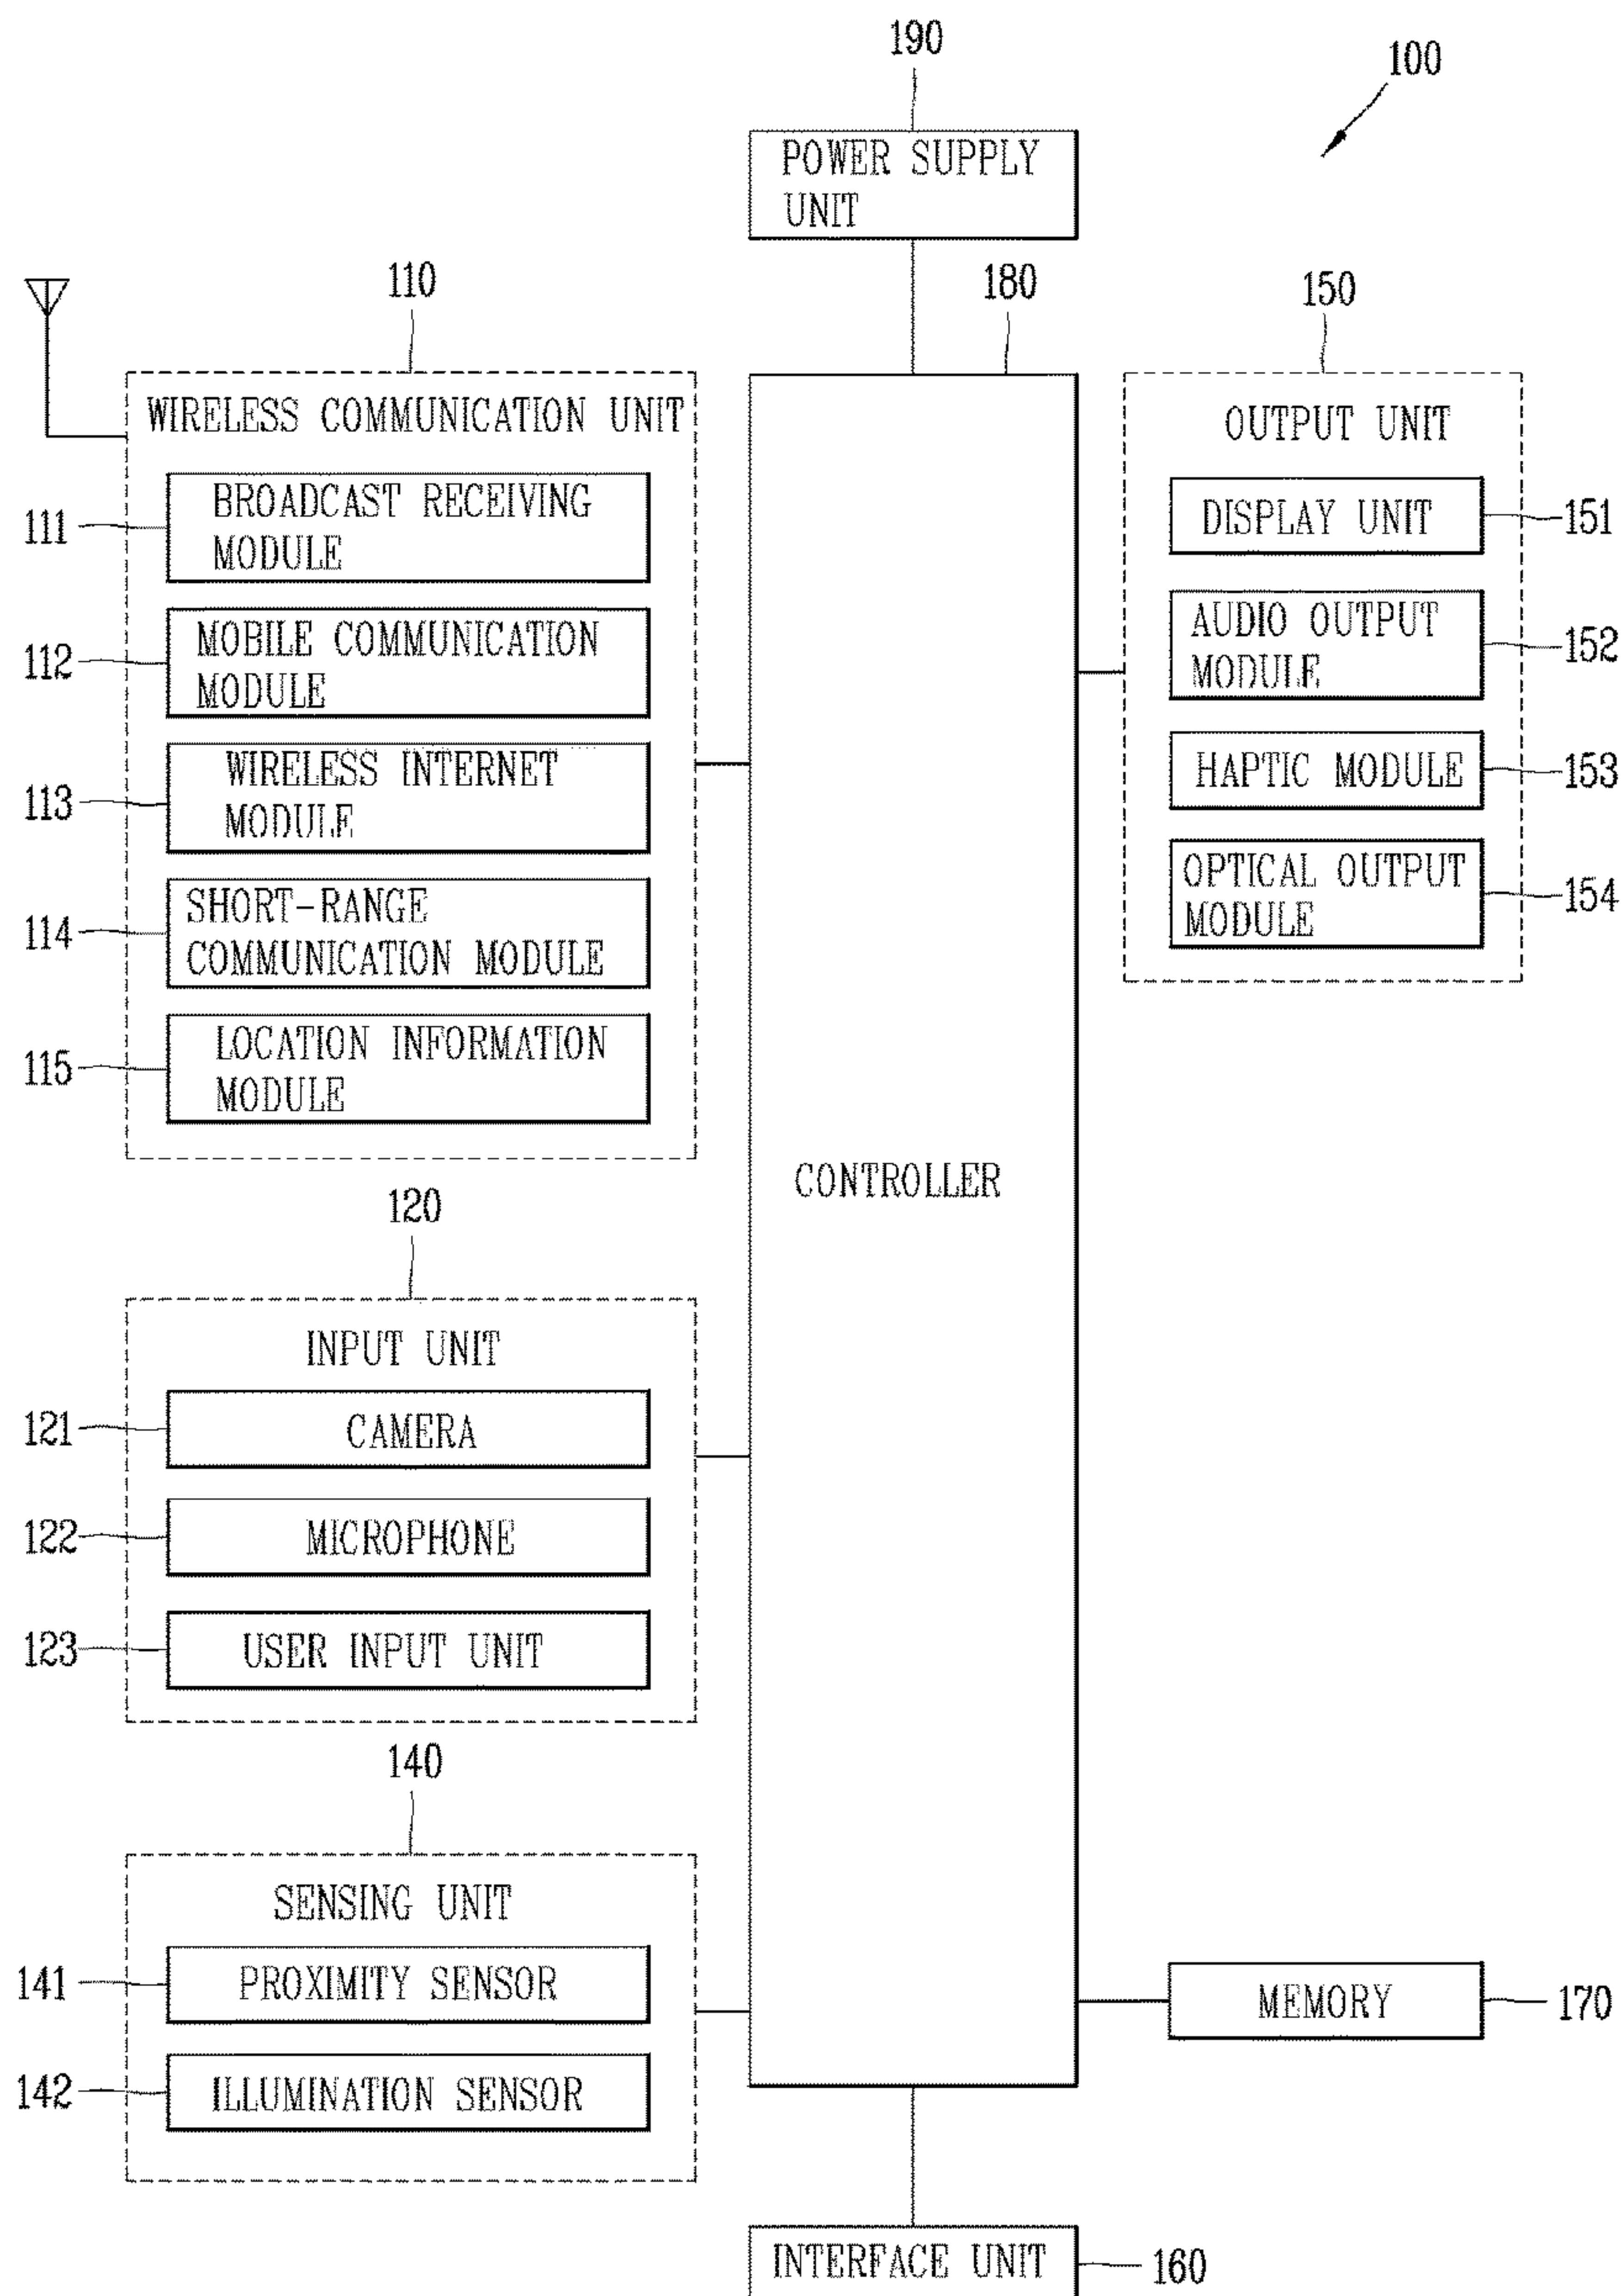 190
100
POWER SUPPLY
UNIT
110
180
150
WIRELESS COMMUNICATION UNIT
111
BROADCAST RECEIVING
MODULE
112
MOBILE COMMUNICATION
MODULE
113
WIRELESS INTERNET
MODULE
114
SHORT-RANGE
COMMUNICATION MODULE
115
LOCATION INFORMATION
MODULE
120
INPUT UNIT
121
CAMERA
122
MICROPHONE
123
USER INPUT UNIT
140
SENSING UNIT
141
PROXIMITY SENSOR
142
ILLUMINATION SENSOR
CONTROLLER
OUTPUT UNIT
DISPLAY UNIT
151
AUDIO OUTPUT
MODULE
152
HAPTIC MODULE
153
OPTICAL OUTPUT
MODULE
154
MEMORY
170
INTERFACE UNIT
160